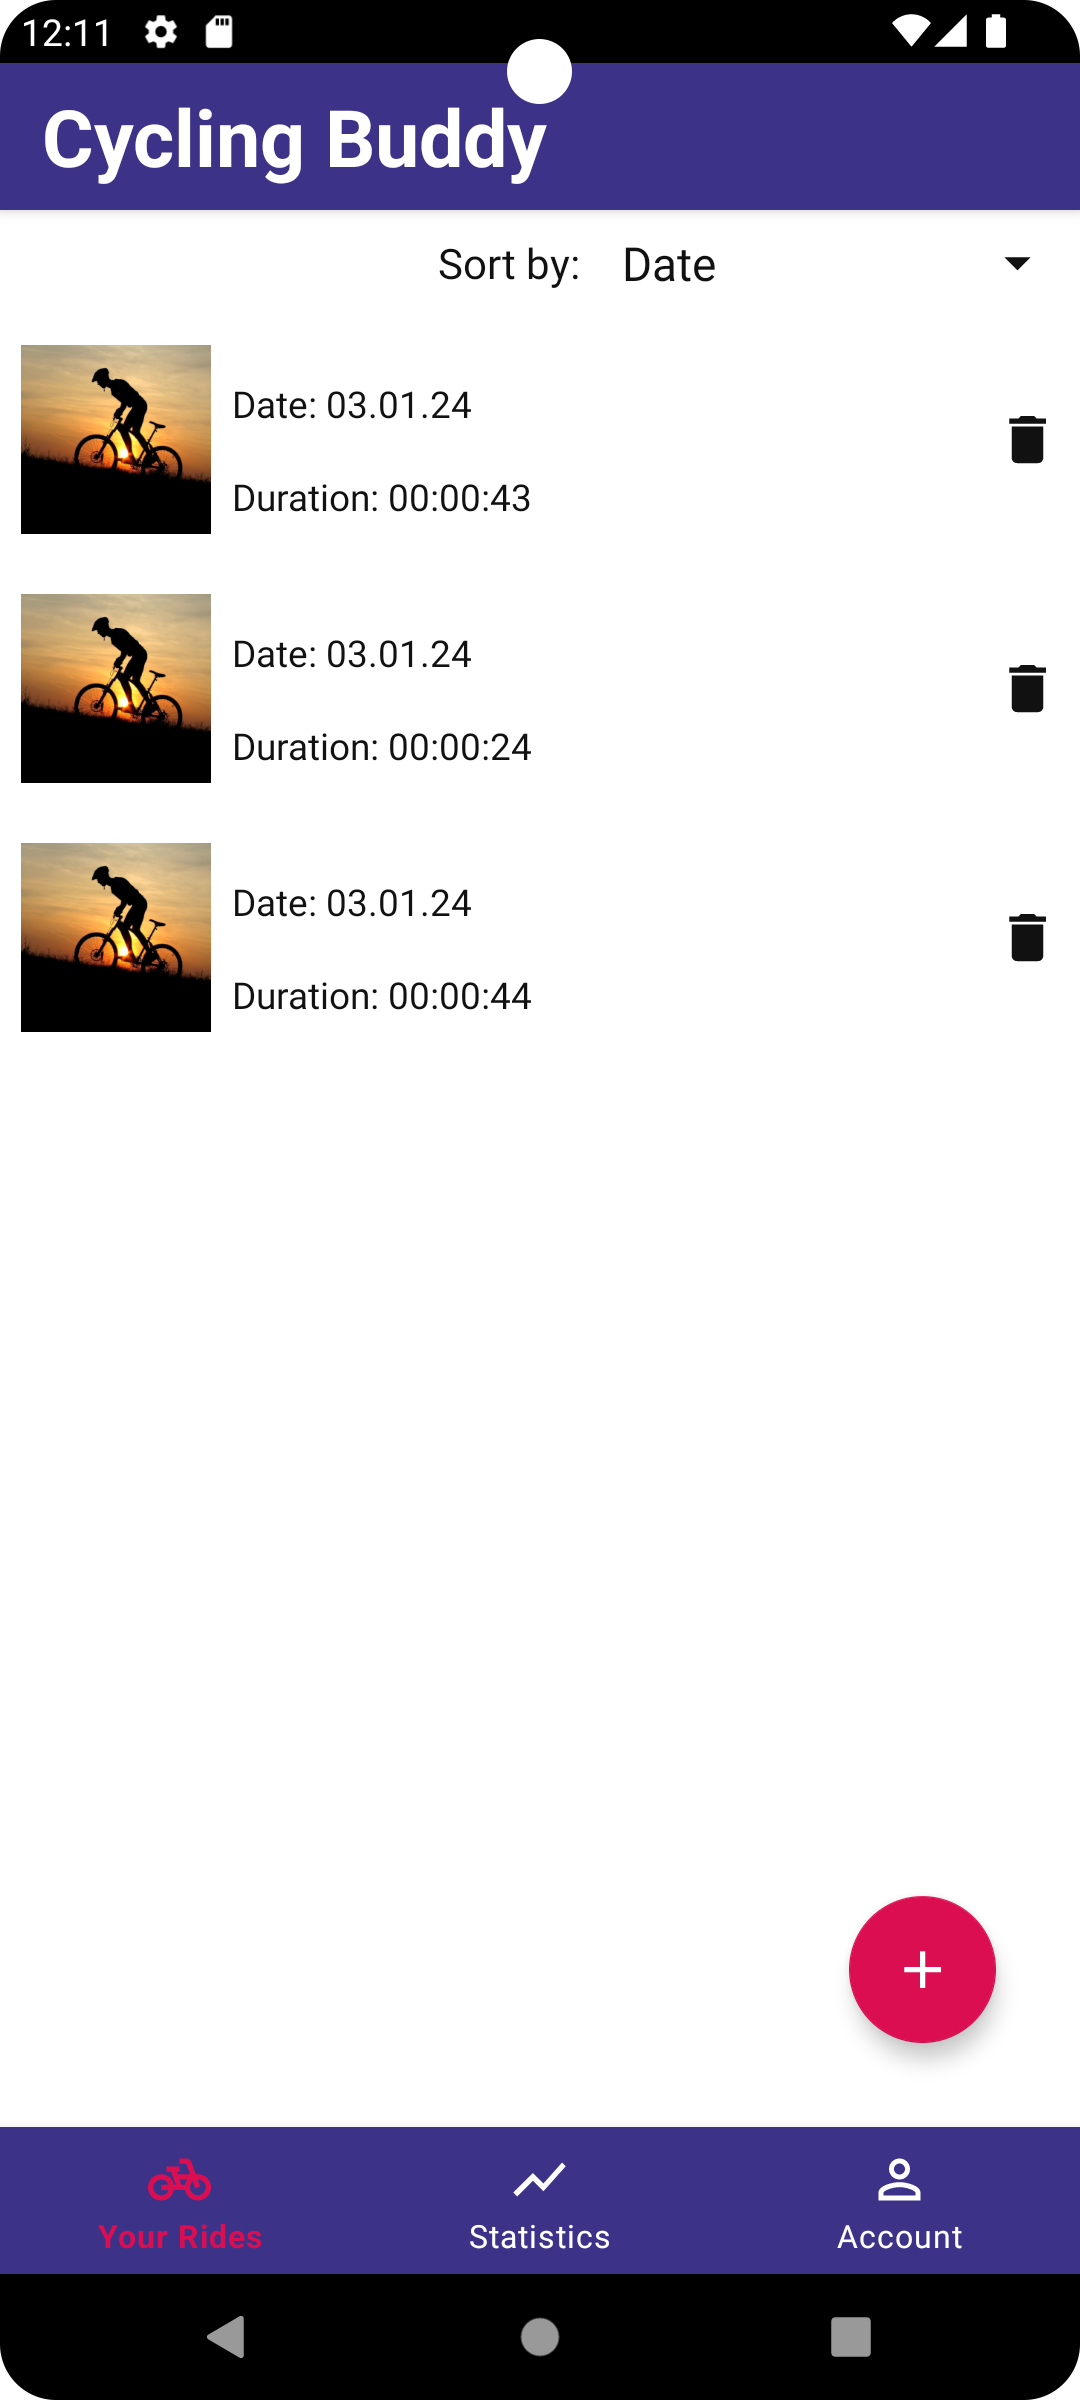 12:11
Cycling Buddy
Sort by: Date
Date: 03.01.24
Duration: 00:00:43
Date: 03.01.24
Duration: 00:00:24
Date: 03.01.24
Duration: 00:00:44
Your Rides Statistics Account